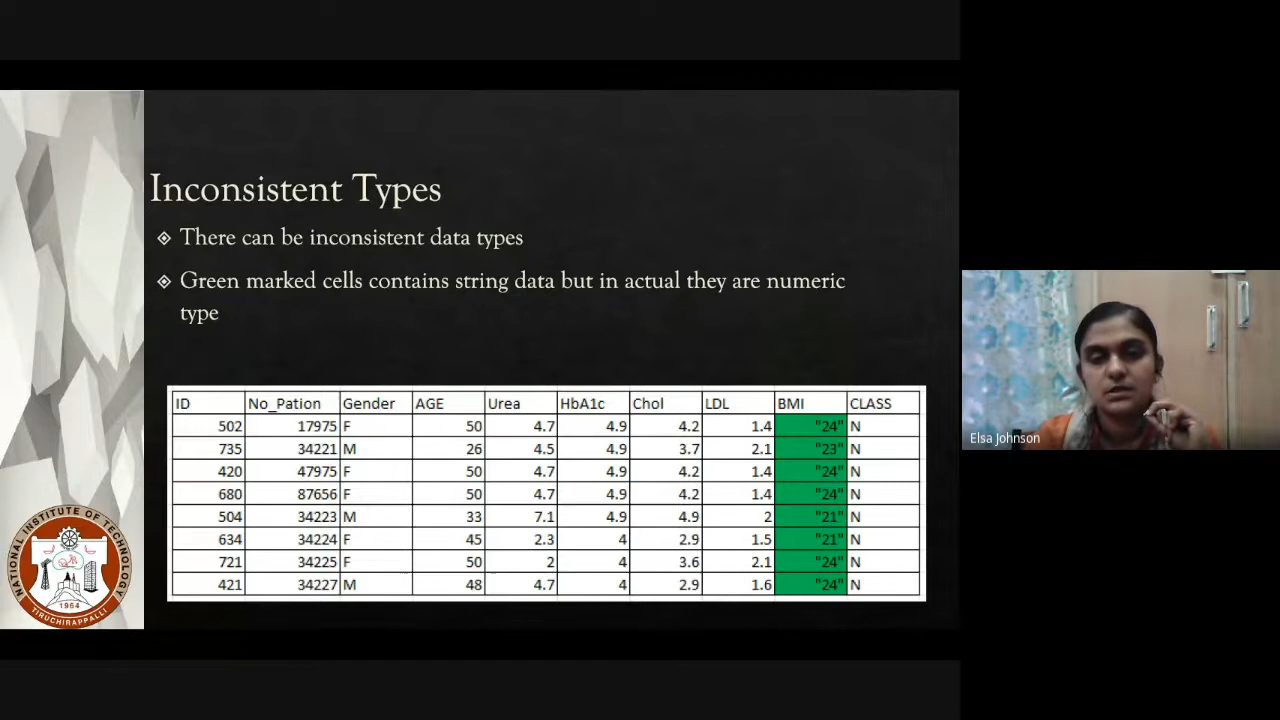 Inconsistent Types
There can be inconsistent data types
Green marked cells contains string data but in actual they are numeric
type
ID No_Pation Gender AGE Urea HbA1c Chol LDL BMI CLASS
502 17975 F 50 4.7 4.9 4.2 1.4 "24" N
735 34221 M 26 4.5 4.9 3.7 2.1 "23" N
420 47975 F 50 4.7 4.9 4.2 1.4 "24" N
680 87656 F 50 4.7 4.9 4.2 1.4 "24" N
504 34223 M 33 7.1 4.9 4.9 2 "21" N
634 34224 F 45 2.3 4 2.9 1.5 "21" N
721 34225 F 50 2 4 3.6 2.1 "24" N
421 34227 M 48 4.7 4 2.9 1.6 "24" N
NATIONAL INSTITUTE OF TECHNOLOGY
1964
TIRUCHIRAPPALLI
Elsa Johnson